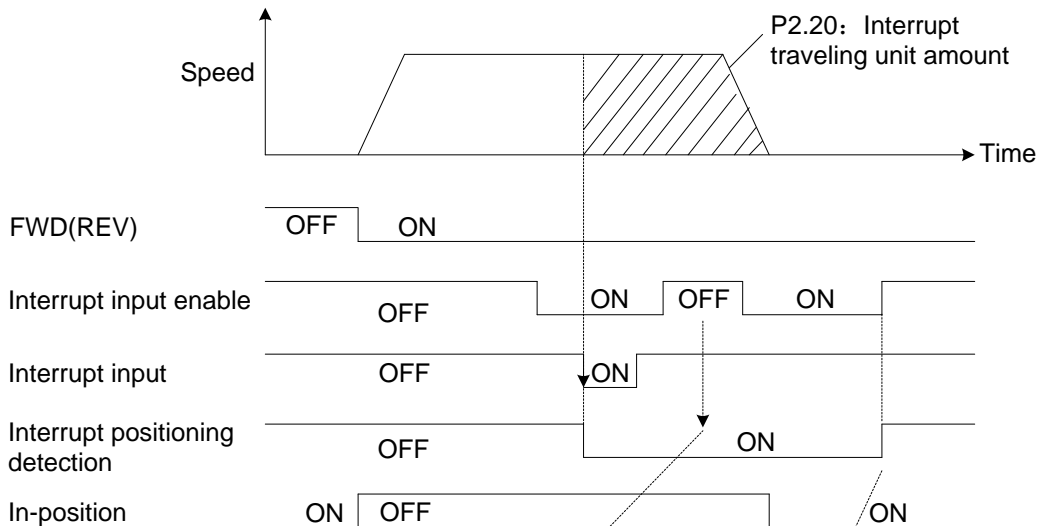 P2.20: Interrupt
traveling unit amount
Speed
Time
FWD(REV)
OFF ON
Interrupt input enable
OFF ON OFF ON
Interrupt input
OFF ON
Interrupt positioning
detection
OFF ON
In-position
ON OFF ON